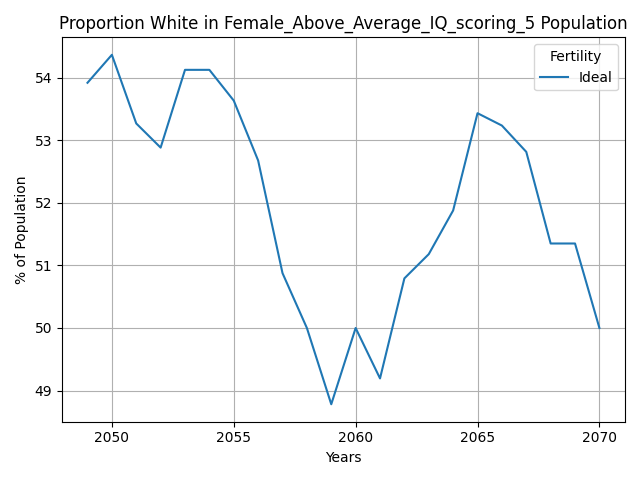 Proportion White in Female_Above_Average_IQ_scoring_5 Population
Fertility
Ideal
% of Population
54
53
52
51
50
49
2050 2055 2060 2065 2070
Years